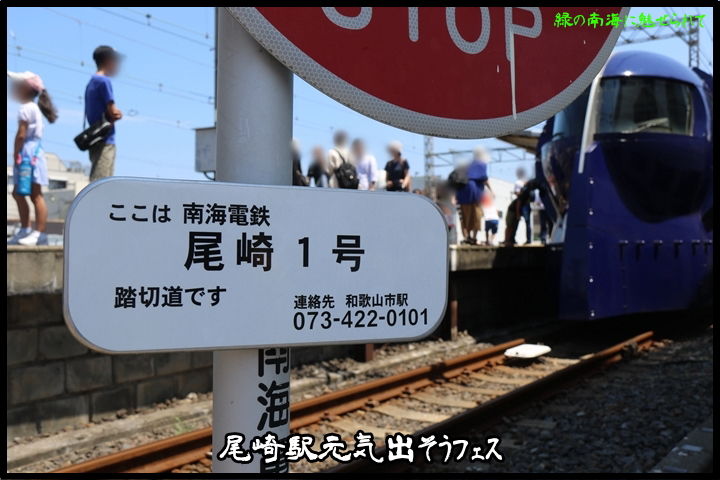 緑の南海に魅せられて
STOP
ここは 南海電鉄
尾崎 1 号
踏切道です
連絡先 和歌山市駅
073-422-0101
南海電
尾崎駅元気出そうフェス